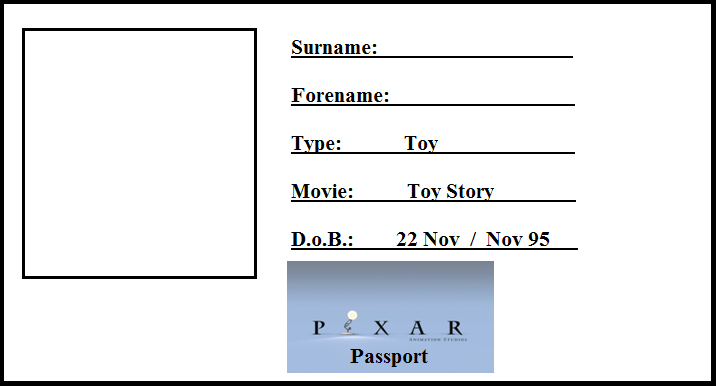 Surname:
Forename:
Type: Toy
Movie: Toy Story
D.o.B.: 22 Nov / Nov 95
PIXAR
ANIMATION STUDIOS
Passport